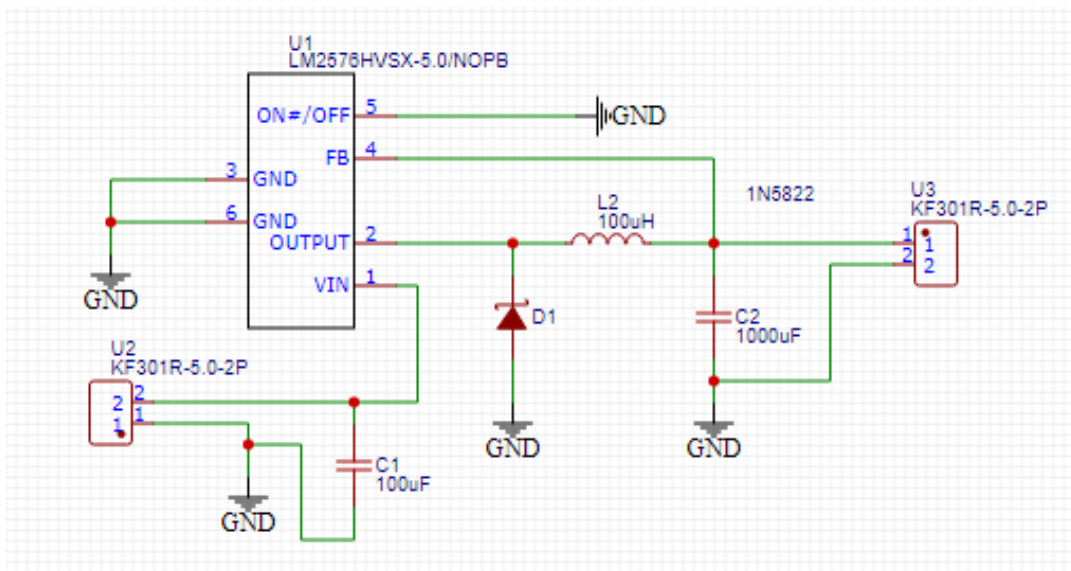 U1
LM2576HVSX-5.0/NOPB
ON#/OFF 5
GND
FB 4
3 GND
6 GND
OUTPUT 2
VIN 1
GND
1N5822
L2
100uH
U3
KF301R-5.0-2P
1 1
2 2
D1
C2
1000uF
GND
GND
U2
KF301R-5.0-2P
2 2
1 1
C1
100uF
GND